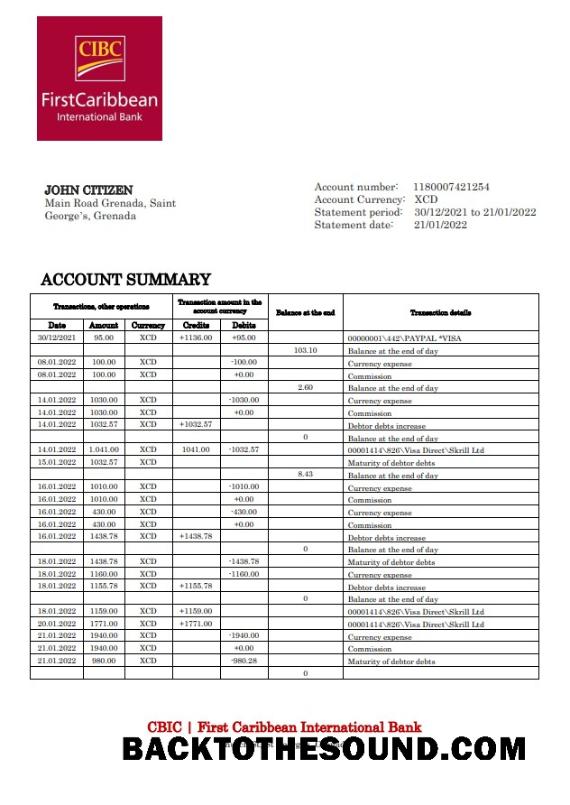 CIBC
FirstCaribbean
International Bank
JOHN CITIZEN
Main Road Grenada, Saint
George's, Grenada
Account number: 1180007421254
Account Currency: XCD
Statement period: 30/12/2021 to 21/01/2022
Statement date: 21/01/2022
ACCOUNT SUMMARY
Transactions, other operations Transaction amount in the account currency Balance at the end Transaction details
Date Amount Currency Credits Debits
30/12/2021 95.00 XCD +1136.00 +95.00 00000001\442\PAYPAL *VISA
103.10 Balance at the end of day
08.01.2022 100.00 XCD -100.00 Currency expense
08.01.2022 100.00 XCD +0.00 Commission
2.60 Balance at the end of day
14.01.2022 1030.00 XCD -1030.00 Currency expense
14.01.2022 1030.00 XCD +0.00 Commission
14.01.2022 1032.57 XCD +1032.57 Debtor debts increase
0 Balance at the end of day
14.01.2022 1.041.00 XCD 1041.00 -1032.57 00001414\826\Visa Direct\Skrill Ltd
15.01.2022 1032.57 XCD Maturity of debtor debts
8.43 Balance at the end of day
16.01.2022 1010.00 XCD -1010.00 Currency expense
16.01.2022 1010.00 XCD +0.00 Commission
16.01.2022 430.00 XCD -430.00 Currency expense
16.01.2022 430.00 XCD +0.00 Commission
16.01.2022 1438.78 XCD +1438.78 Debtor debts increase
0 Balance at the end of day
18.01.2022 1438.78 XCD -1438.78 Maturity of debtor debts
18.01.2022 1160.00 XCD -1160.00 Currency expense
18.01.2022 1155.78 XCD +1155.78 Debtor debts increase
0 Balance at the end of day
18.01.2022 1159.00 XCD +1159.00 00001414\826\Visa Direct\Skrill Ltd
20.01.2022 1771.00 XCD +1771.00 00001414\826\Visa Direct\Skrill Ltd
21.01.2022 1940.00 XCD -1940.00 Currency expense
21.01.2022 1940.00 XCD +0.00 Commission
21.01.2022 980.00 XCD -980.28 Maturity of debtor debts
0
CBIC | First Caribbean International Bank
BACKTOTHESOUND.COM